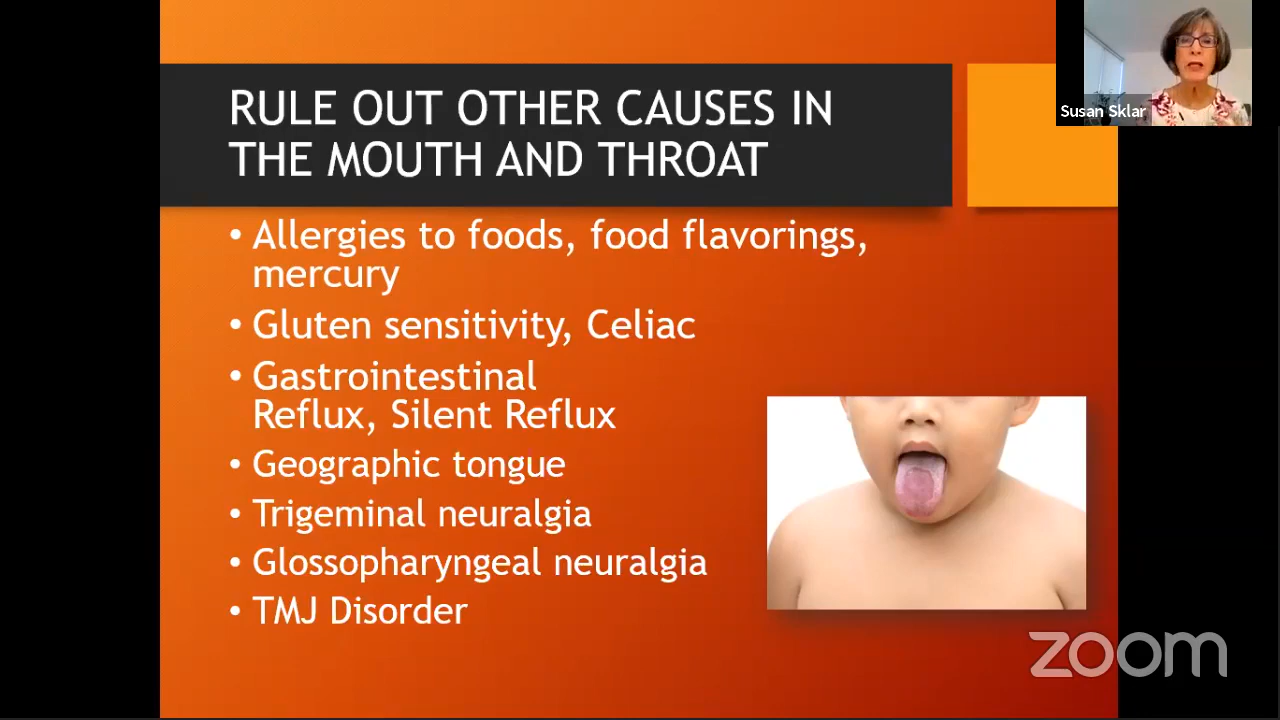 RULE OUT OTHER CAUSES IN
THE MOUTH AND THROAT
Susan Sklar
• Allergies to foods, food flavorings,
mercury
• Gluten sensitivity, Celiac
• Gastrointestinal
Reflux, Silent Reflux
• Geographic tongue
• Trigeminal neuralgia
• Glossopharyngeal neuralgia
• TMJ Disorder
zoom